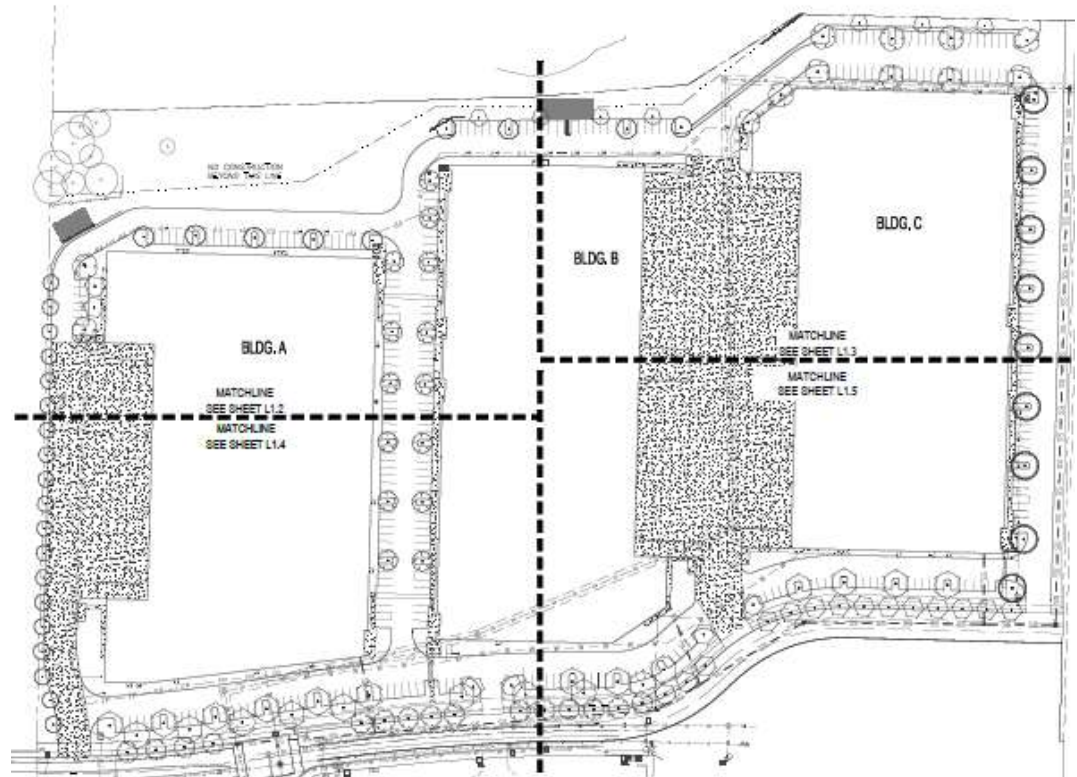 NO CONSTRUCTION
BEYOND THIS LINE
BLDG. C
BLDG. B
BLDG. A
MATCHLINE
SEE SHEET L1.3
MATCHLINE
SEE SHEET L1.5
MATCHLINE
SEE SHEET L1.2
MATCHLINE
SEE SHEET L1.4